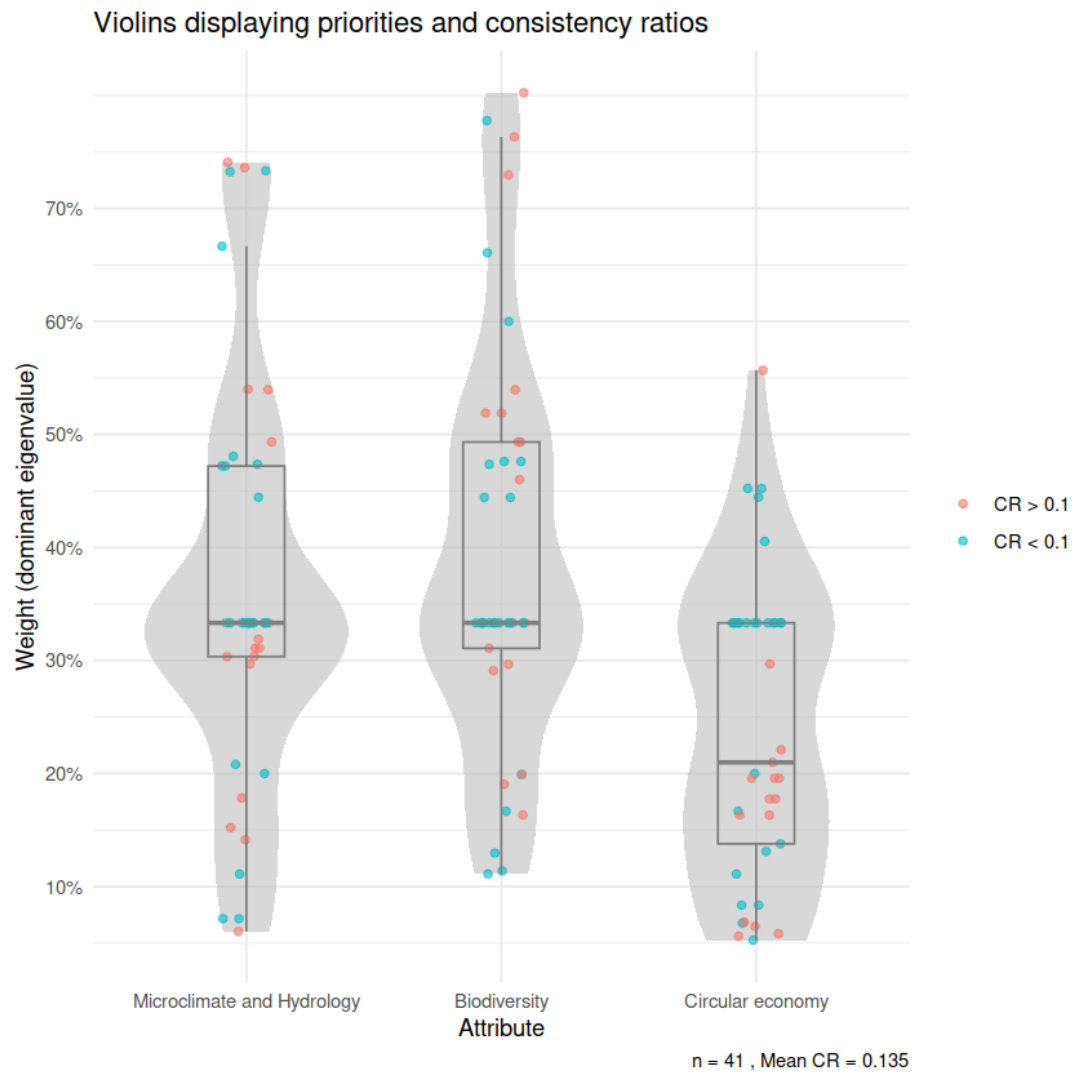 Violins displaying priorities and consistency ratios
Weight (dominant eigenvalue)
70%
60%
50%
40%
30%
20%
10%
CR > 0.1
CR < 0.1
Microclimate and Hydrology
Biodiversity
Circular economy
Attribute
n = 41 , Mean CR = 0.135